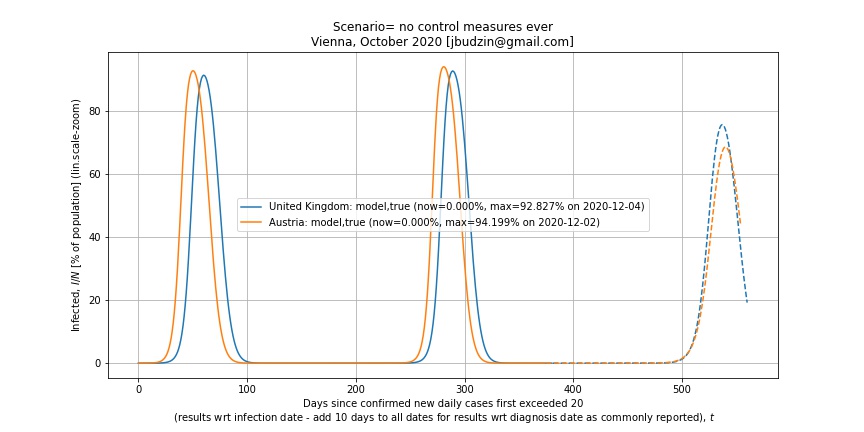 Scenario= no control measures ever
Vienna, October 2020 [jbudzin@gmail.com]
Infected, I/N [% of population] (lin.scale-zoom)
80
60
40
20
0
United Kingdom: model,true (now=0.000%, max=92.827% on 2020-12-04)
Austria: model,true (now=0.000%, max=94.199% on 2020-12-02)
0 100 200 300 400 500
Days since confirmed new daily cases first exceeded 20
(results wrt infection date - add 10 days to all dates for results wrt diagnosis date as commonly reported), t